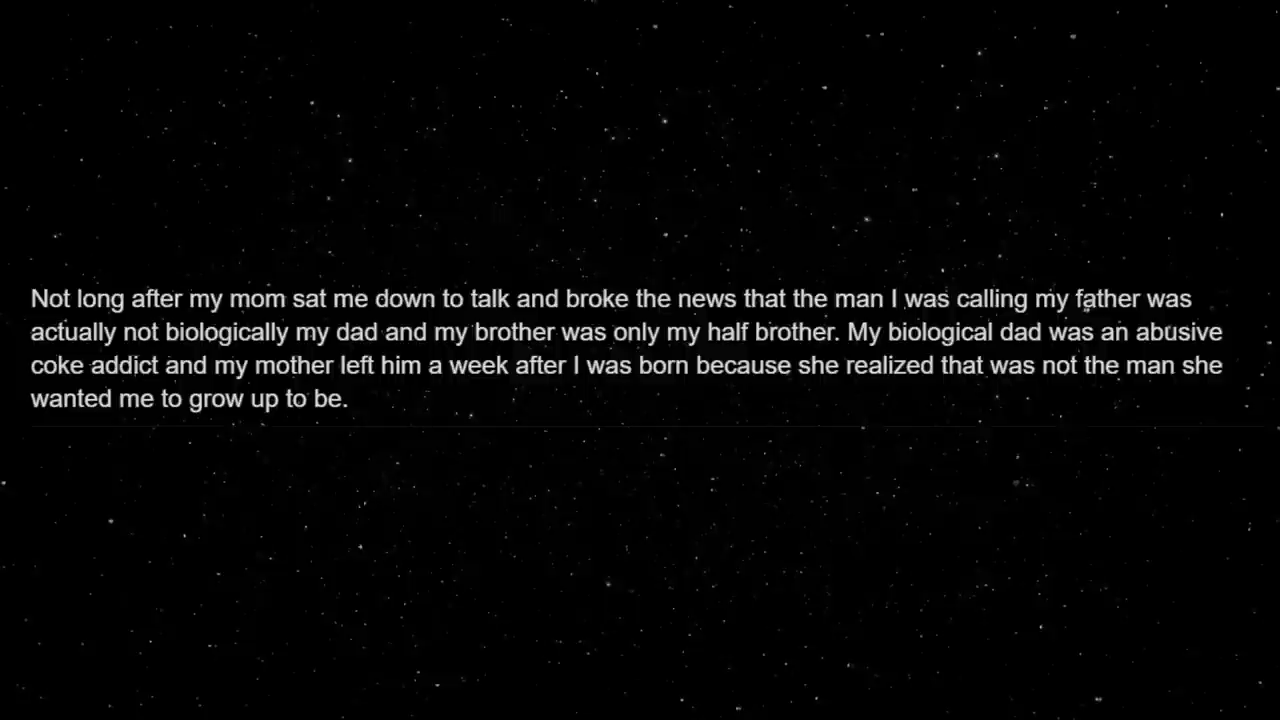 Not long after my mom sat me down to talk and broke the news that the man I was calling my father was
actually not biologically my dad and my brother was only my half brother. My biological dad was an abusive
coke addict and my mother left him a week after I was born because she realized that was not the man she
wanted me to grow up to be.